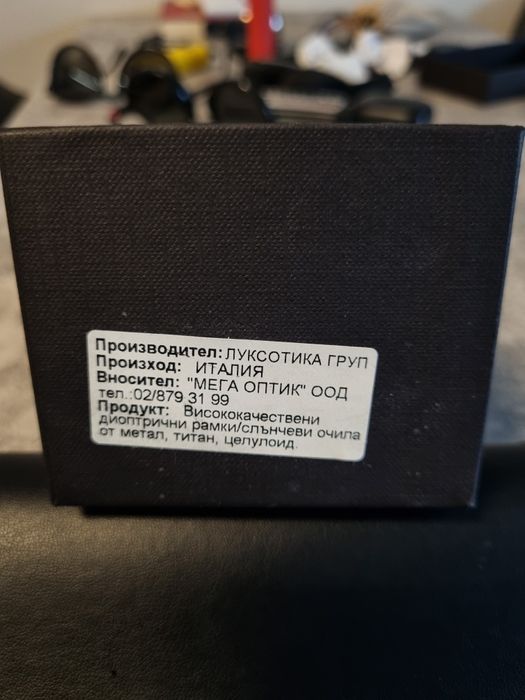 Производител: ЛУКСОТИКА ГРУП
Произход: ИТАЛИЯ
Вносител: "МЕГА ОПТИК" ООД
тел.:02/879 31 99
Продукт: Висококачествени
диоптрични рамки/слънчеви очила
от метал, титан, целулоид.